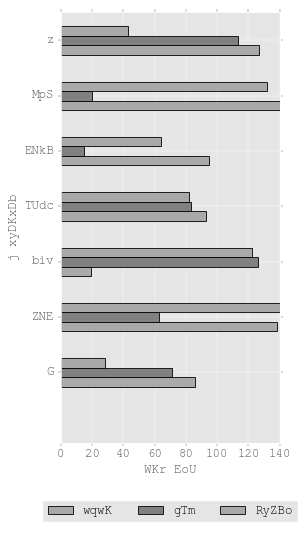 z
MpS
ENkB
TUdc
biv
ZNE
G
j xyDKxDb
0 20 40 60 80 100 120 140
WKr EoU
wqwK gTm RyZBo